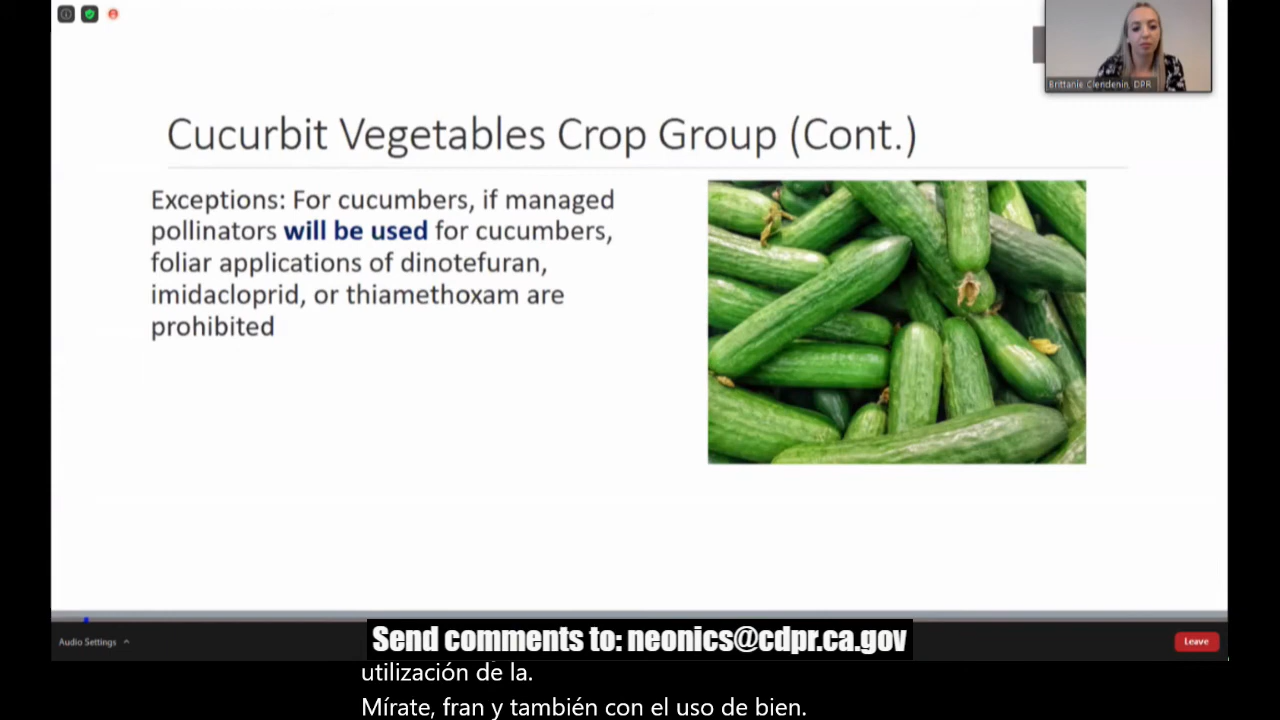 Brittanie Clendenin, DPR
Cucurbit Vegetables Crop Group (Cont.)
Exceptions: For cucumbers, if managed
pollinators will be used for cucumbers,
foliar applications of dinotefuran,
imidacloprid, or thiamethoxam are
prohibited
Audio Settings
Send comments to: neonics@cdpr.ca.gov
Leave
utilización de la.
Mírate, fran y también con el uso de bien.